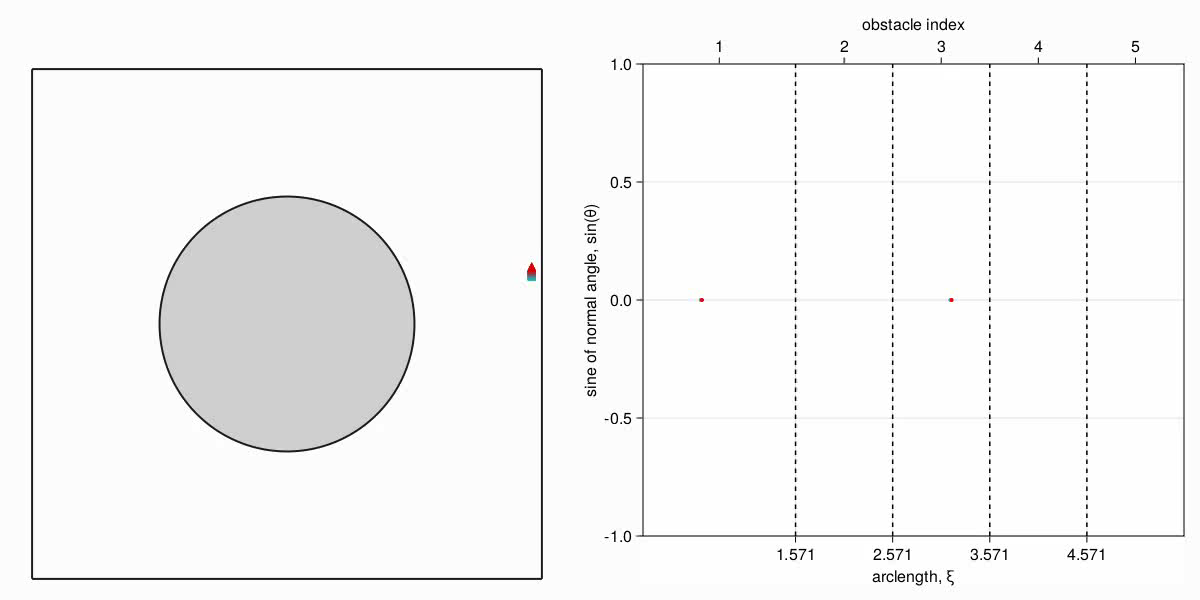 obstacle index
1 2 3 4 5
1.0
0.5
0.0
-0.5
-1.0
sine of normal angle, sin(θ)
1.571 2.571 3.571 4.571
arclength, ξ